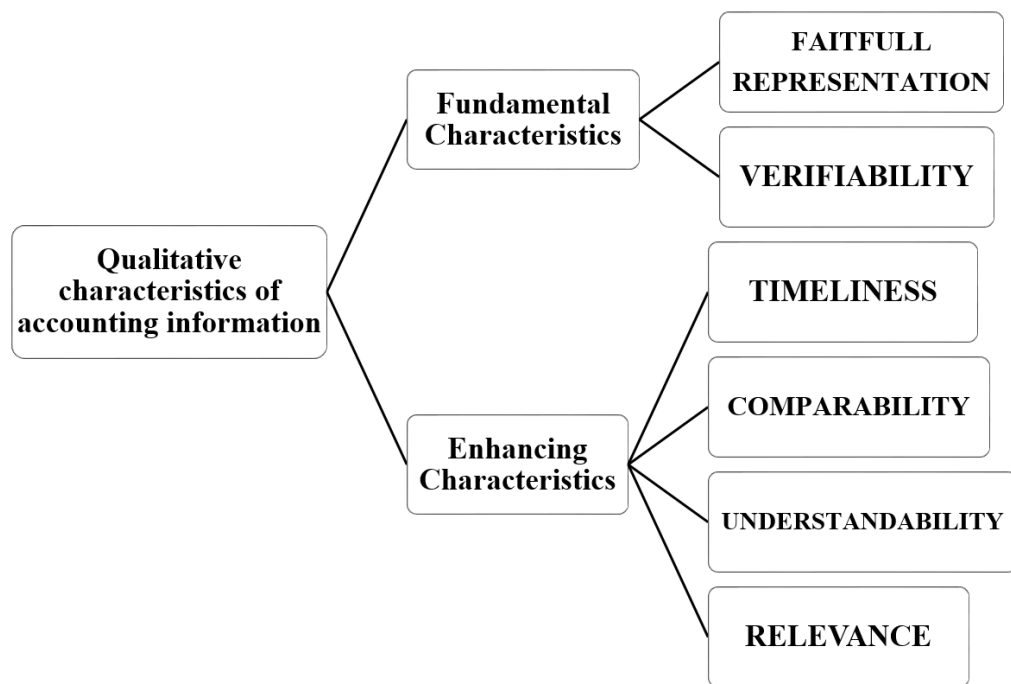 Qualitative
characteristics of
accounting information
Fundamental
Characteristics
FAITFULL
REPRESENTATION
VERIFIABILITY
Enhancing
Characteristics
TIMELINESS
COMPARABILITY
UNDERSTANDABILITY
RELEVANCE